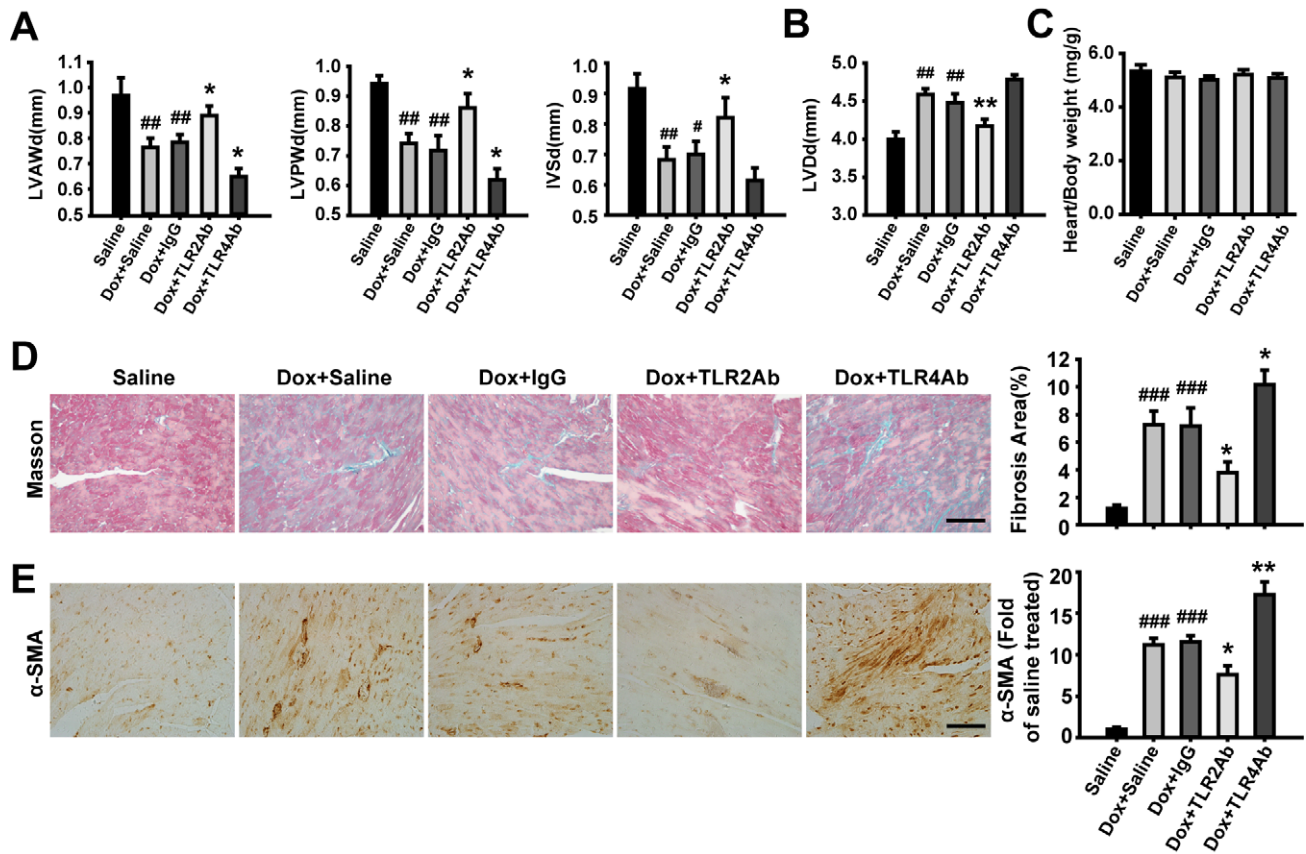 A
LVAWd(mm)
1.1
1.0
0.9
0.8
0.7
0.6
0.5
##
##
*
*
Saline
Dox+Saline
Dox+IgG
Dox+TLR2Ab
Dox+TLR4Ab
LVPWd(mm)
1.0
0.9
0.8
0.7
0.6
0.5
##
##
*
*
Saline
Dox+Saline
Dox+IgG
Dox+TLR2Ab
Dox+TLR4Ab
IVSd(mm)
1.0
0.9
0.8
0.7
0.6
0.5
##
#
*
Saline
Dox+Saline
Dox+IgG
Dox+TLR2Ab
Dox+TLR4Ab
B
LVDd(mm)
5.0
4.5
4.0
3.5
3.0
##
##
**
Saline
Dox+Saline
Dox+IgG
Dox+TLR2Ab
Dox+TLR4Ab
C
Heart/Body weight (mg/g)
6.0
4.0
2.0
0.0
Saline
Dox+Saline
Dox+IgG
Dox+TLR2Ab
Dox+TLR4Ab
D
Saline
Dox+Saline
Dox+IgG
Dox+TLR2Ab
Dox+TLR4Ab
Masson
Fibrosis Area(%)
12
10
8
6
4
2
0
###
###
*
*
E
α-SMA
α-SMA (Fold
of saline treated)
20
15
10
5
0
###
###
*
**
Saline
Dox+Saline
Dox+IgG
Dox+TLR2Ab
Dox+TLR4Ab